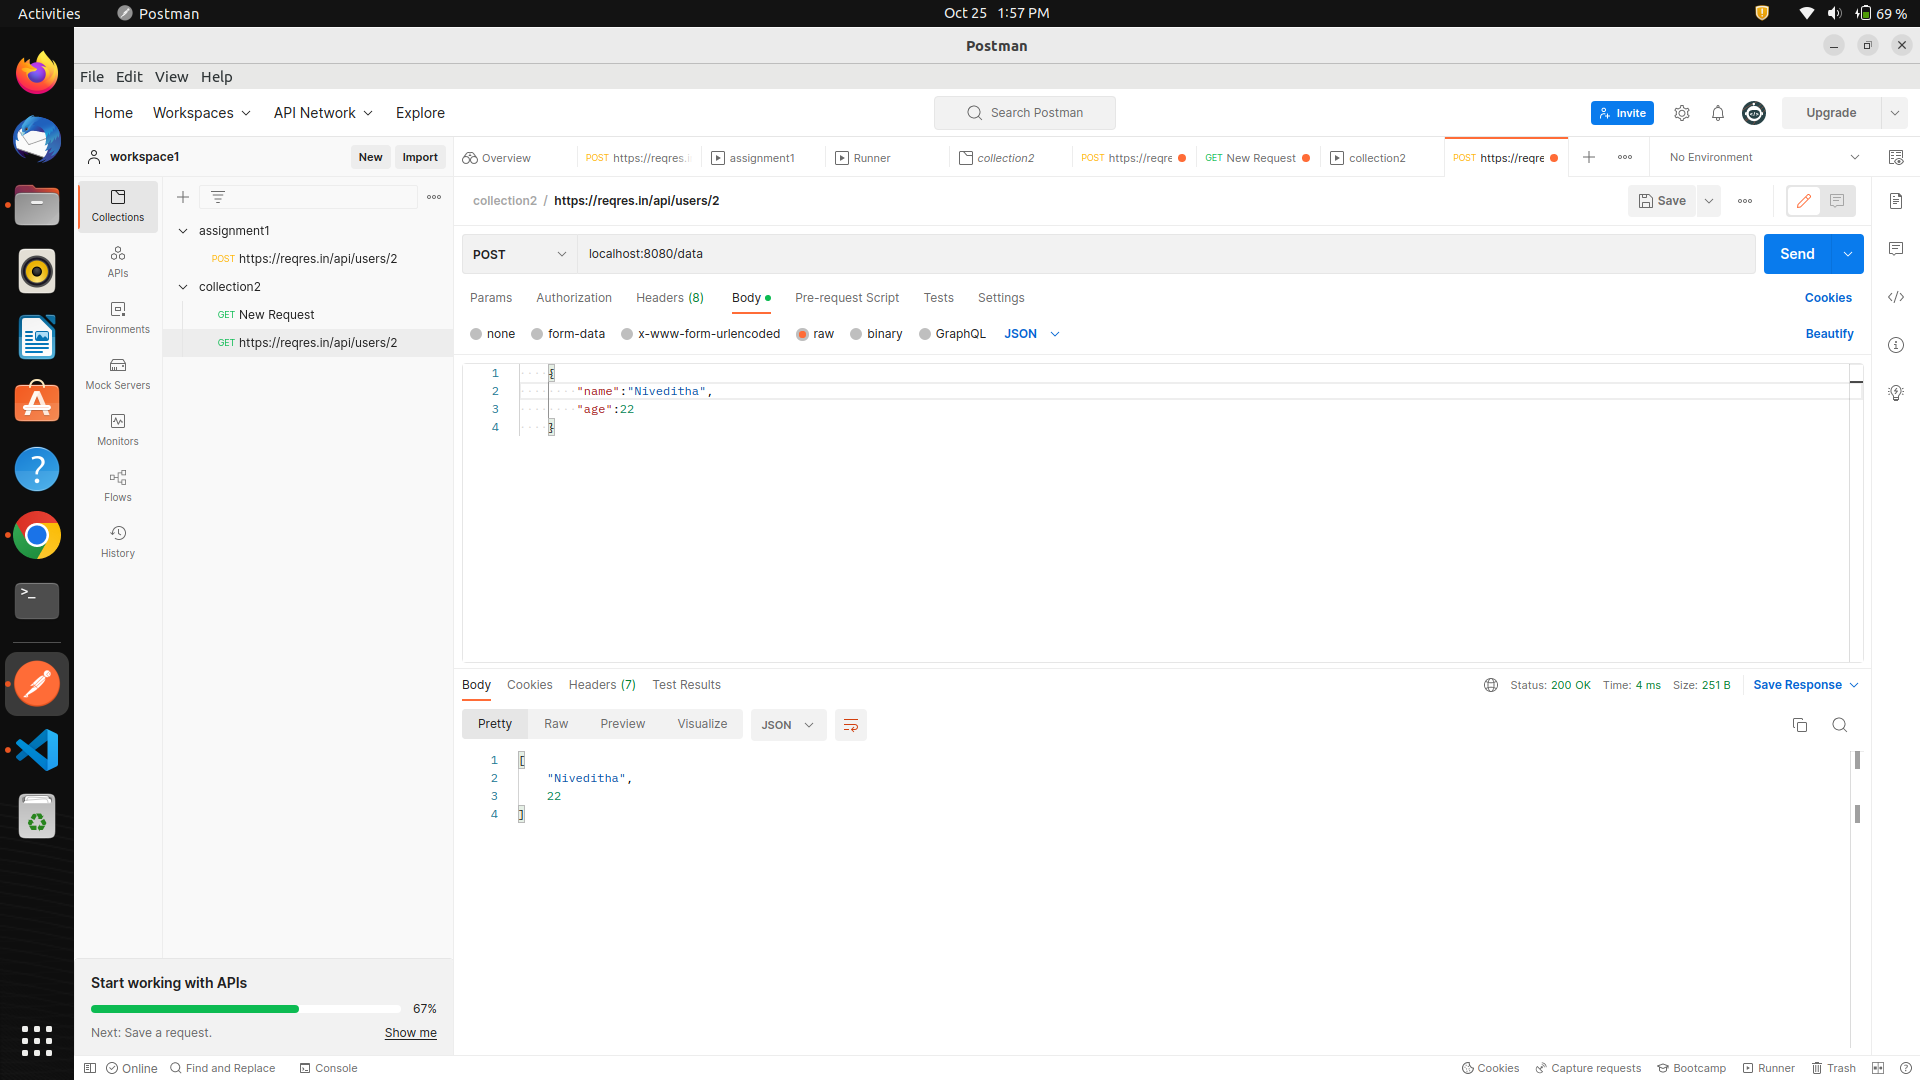 Activities Postman Oct 25 1:57 PM 69 %
Postman
File Edit View Help
Home Workspaces API Network Explore Search Postman Invite Upgrade
workspace1 New Import Overview POST https://reqres.i assignment1 Runner collection2 POST https://reqre GET New Request collection2 POST https://reqre No Environment
Collections
APIs
Environments
Mock Servers
Monitors
Flows
History
assignment1
POST https://reqres.in/api/users/2
collection2
GET New Request
GET https://reqres.in/api/users/2
collection2 / https://reqres.in/api/users/2 Save
POST localhost:8080/data Send
Params Authorization Headers (8) Body Pre-request Script Tests Settings Cookies
none form-data x-www-form-urlencoded raw binary GraphQL JSON Beautify
1 {
2 "name":"Niveditha",
3 "age":22
4 }
Body Cookies Headers (7) Test Results Status: 200 OK Time: 4 ms Size: 251 B Save Response
Pretty Raw Preview Visualize JSON
1 [
2 "Niveditha",
3 22
4 ]
Start working with APIs
67%
Next: Save a request. Show me
Online Find and Replace Console Cookies Capture requests Bootcamp Runner Trash